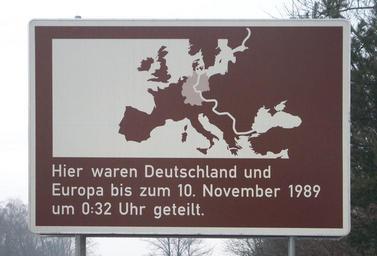 Hier waren Deutschland und
Europa bis zum 10. November 1989
um 0:32 Uhr geteilt.